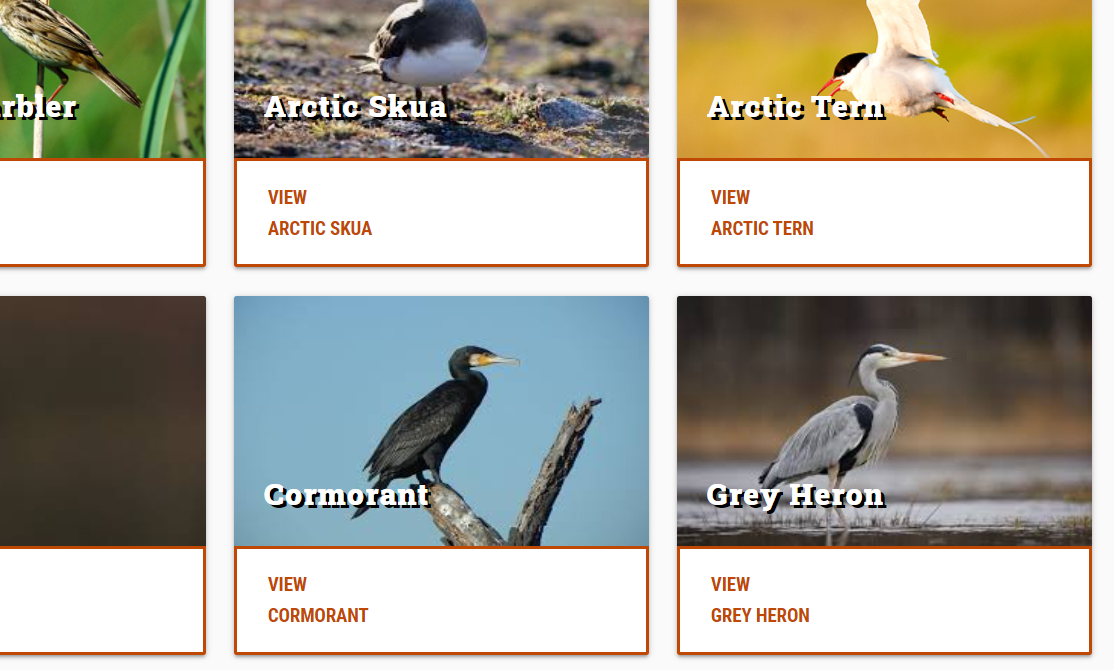 rbler
Arctic Skua
Arctic Tern
VIEW
ARCTIC SKUA
VIEW
ARCTIC TERN
Cormorant
Grey Heron
VIEW
CORMORANT
VIEW
GREY HERON